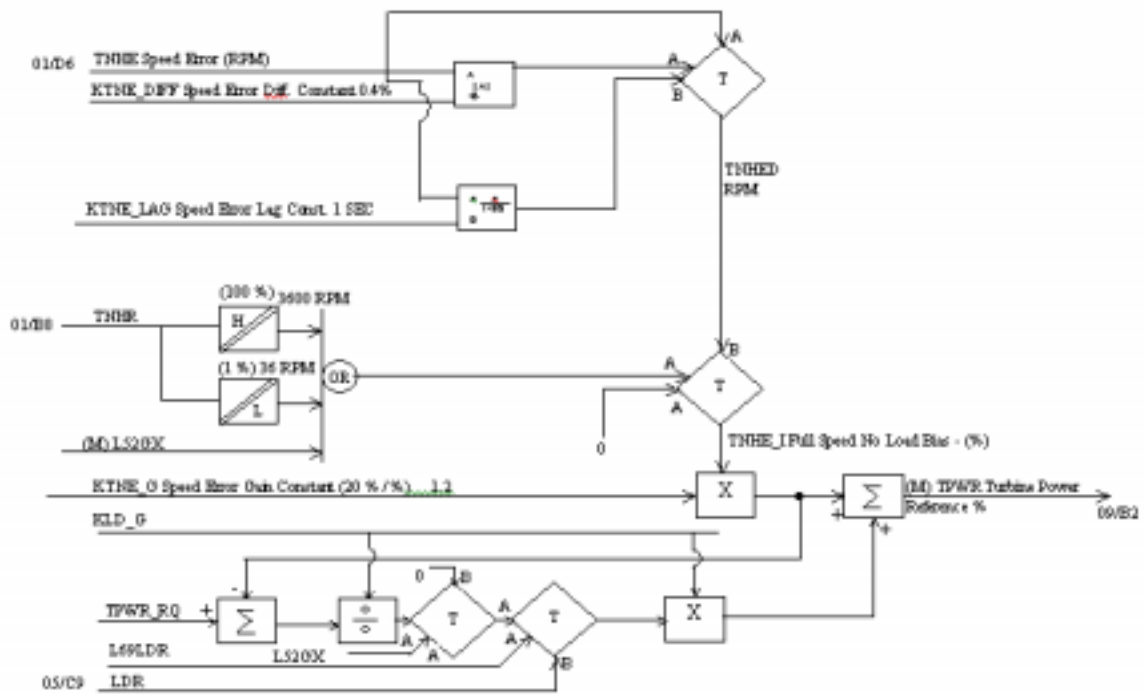 A
01/D6 TNHE Speed Error (RPM)
A
A
T
KTNE_DIFF Speed Error Diff. Constant 0.4%
B
TNHED
RPM
A
KTNE_LAG Speed Error Lag Const. 1 SEC
B
(100 %) 3600 RPM
01/B8 TNHR
H
B
(1 %) 36 RPM
OR
A
T
L
A
(M) L52GX
0
TNHE_I Full Speed No Load Bias - (%)
KTNE_G Speed Error Gain Constant (20 % / %)
X
Σ
(M) TPWR Turbine Power
Reference %
09/B2
+
+
KLD_G
0
B
-
TPWR_RQ
+
Σ
÷
T
A
T
X
A
A
A
L69LDR
L52GX
B
05/C9 LDR